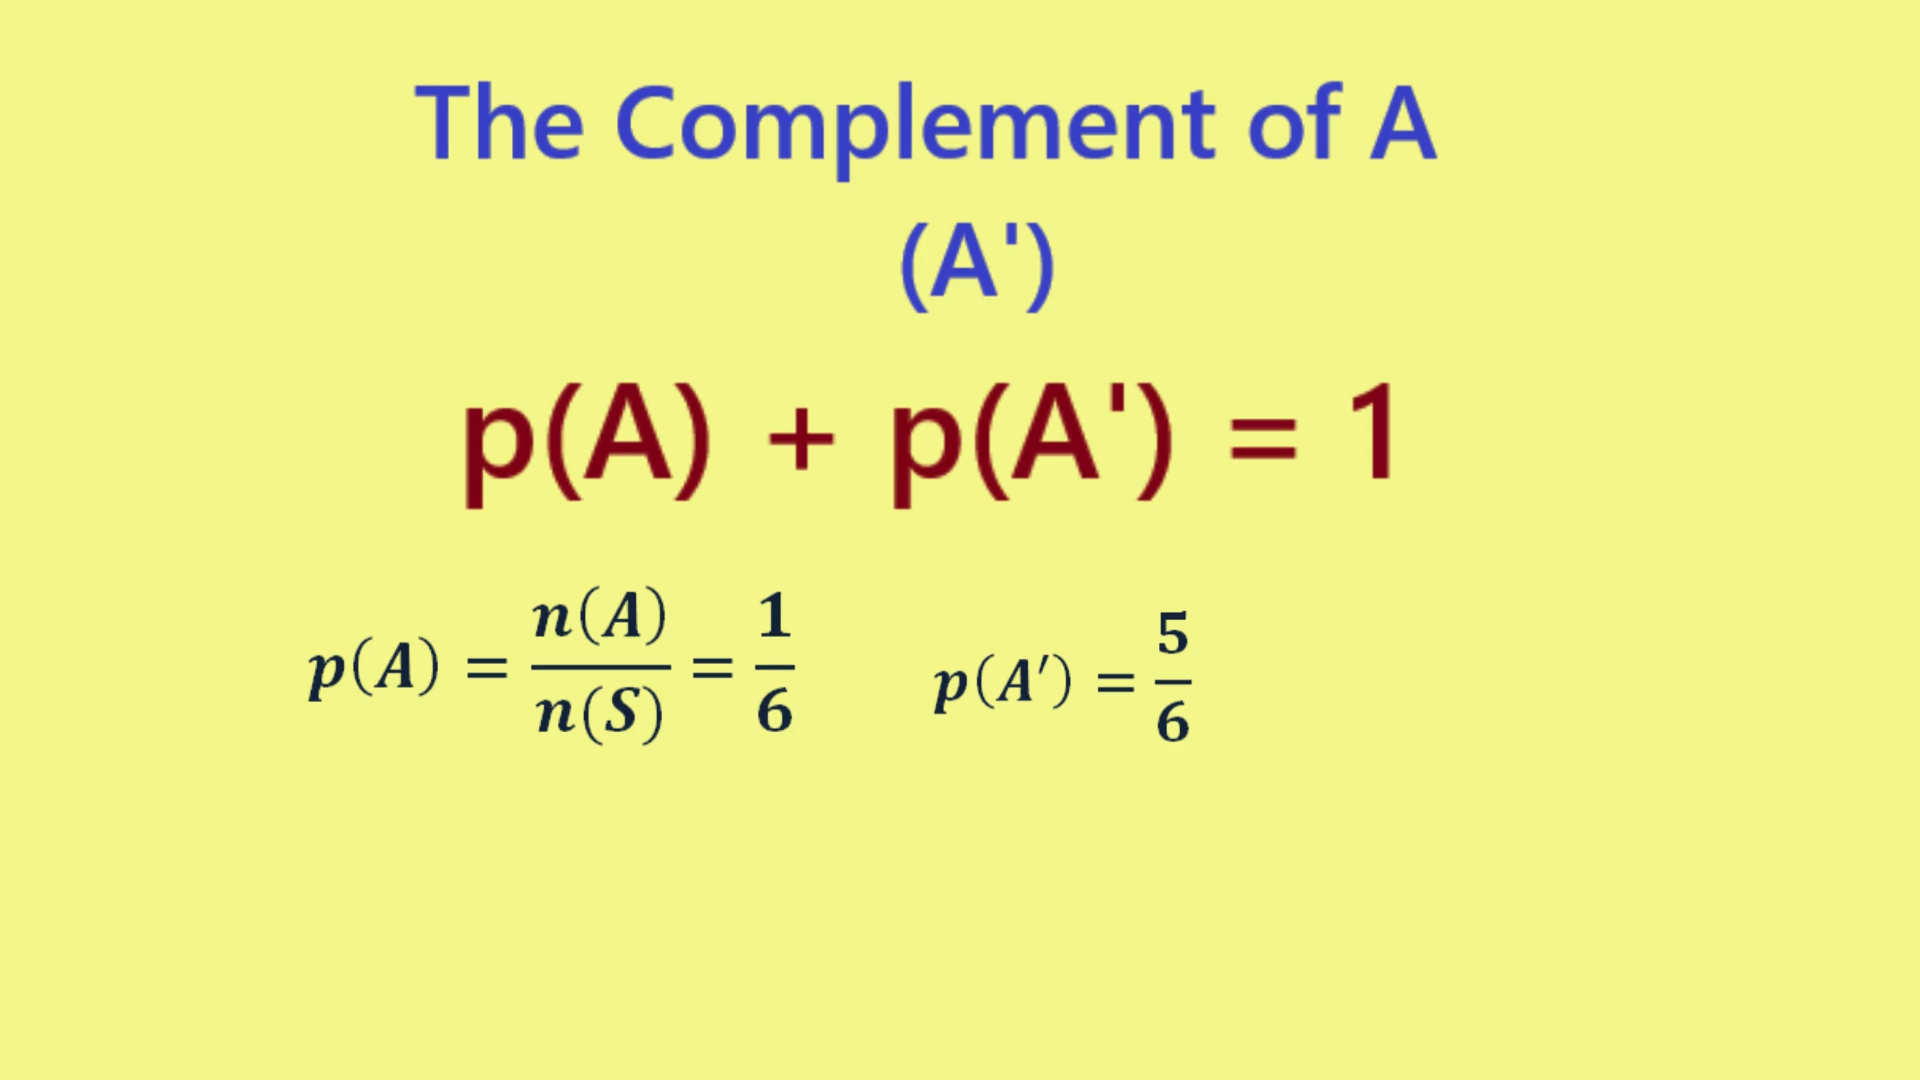 The Complement of A
(A')
p(A) + p(A') = 1
p(A) = n(A)/n(S) = 1/6
p(A′) = 5/6